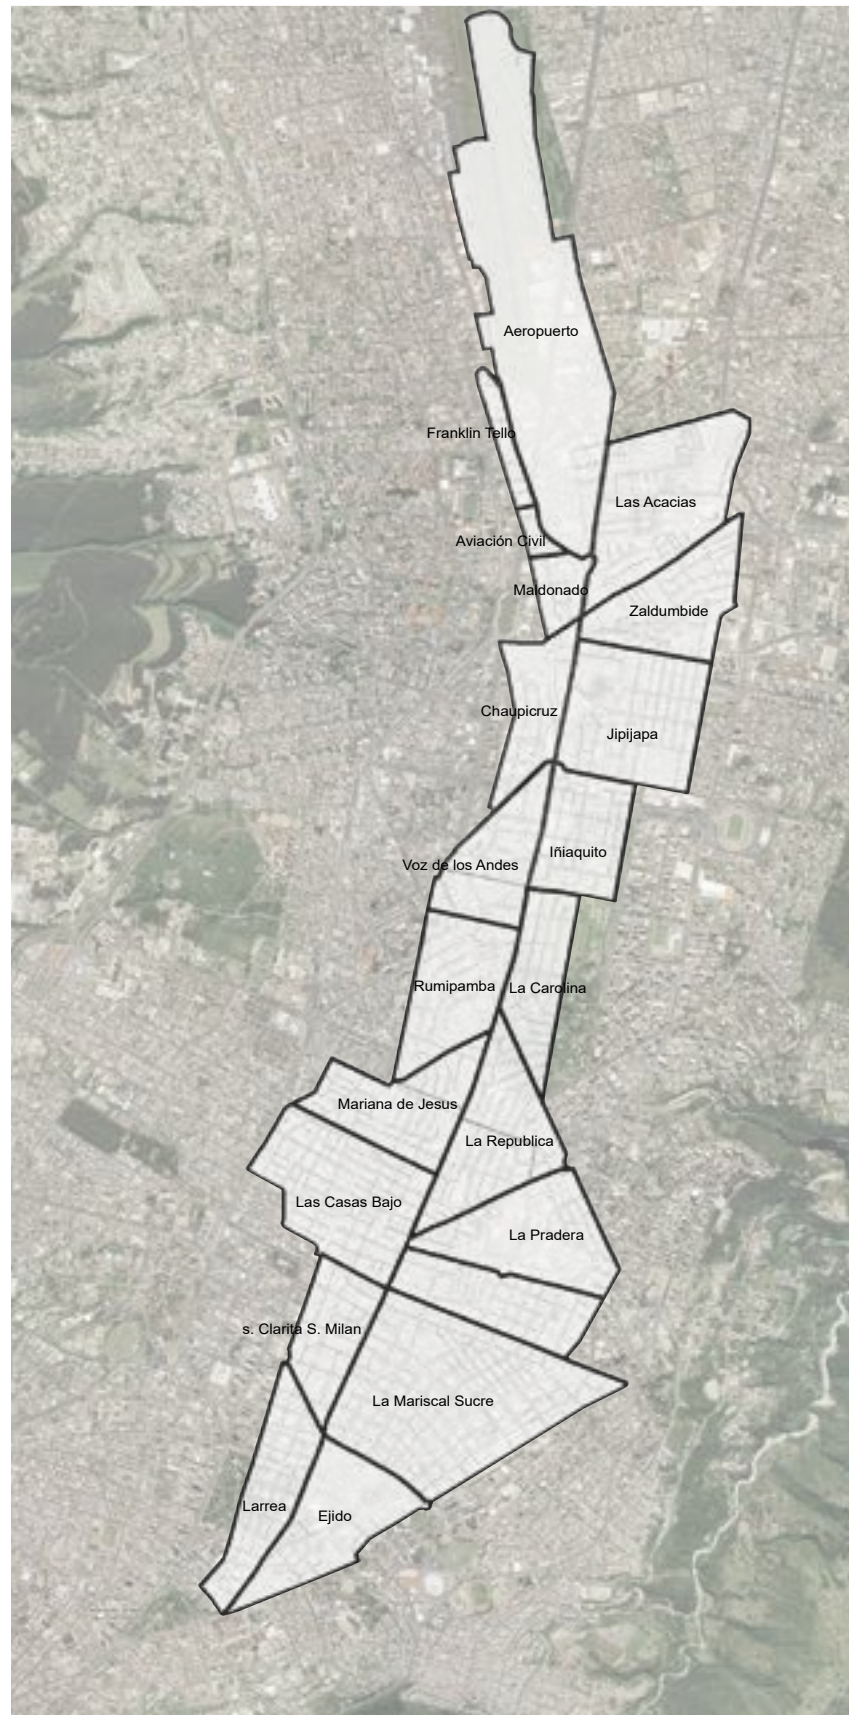 Aeropuerto
Franklin Tello
Las Acacias
Aviación Civil
Maldonado
Zaldumbide
Chaupicruz
Jipijapa
Iñiaquito
Voz de los Andes
Rumipamba
La Carolina
Mariana de Jesus
La Republica
Las Casas Bajo
La Pradera
s. Clarita S. Milan
La Mariscal Sucre
Larrea
Ejido